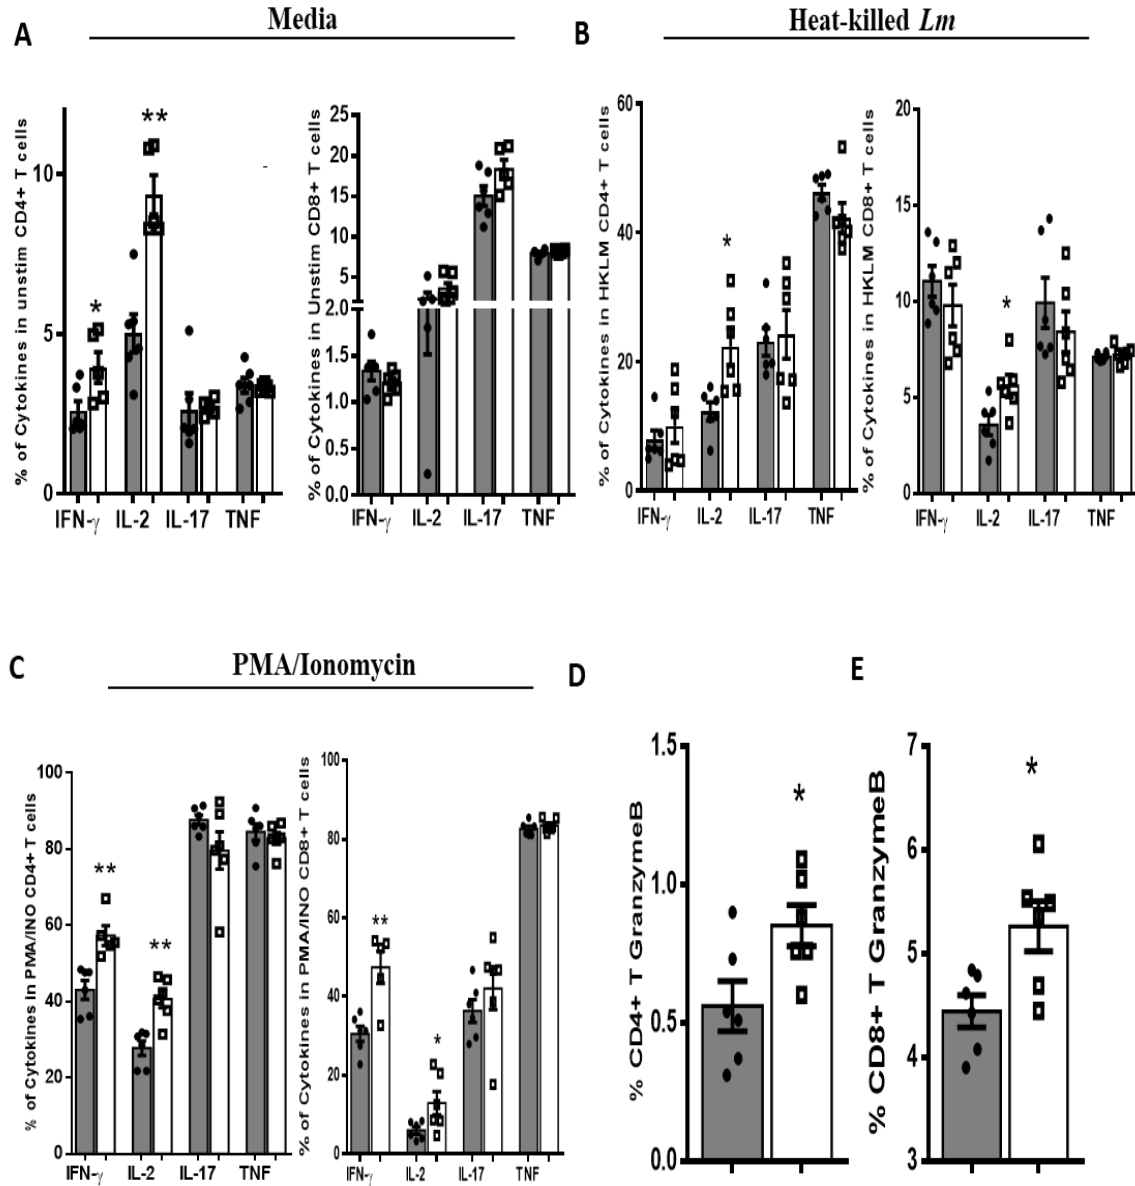 A
Media
% of Cytokines in unstim CD4+ T cells
10
5
0
*
**
-
IFN-γ IL-2 IL-17 TNF
% of Cytokines in Unstim CD8+ T cells
25
20
15
10
5
2.0
1.5
1.0
0.5
0.0
IFN-γ IL-2 IL-17 TNF
B
Heat-killed Lm
% of Cytokines in HKLM CD4+ T cells
60
40
20
0
*
IFN-γ IL-2 IL-17 TNF
% of Cytokines in HKLM CD8+ T cells
20
15
10
5
0
*
IFN-γ IL-2 IL-17 TNF
C
PMA/Ionomycin
% of Cytokines in PMA/INO CD4+ T cells
100
80
60
40
20
0
**
**
IFN-γ IL-2 IL-17 TNF
% of Cytokines in PMA/INO CD8+ T cells
100
80
60
40
20
0
**
*
IFN-γ IL-2 IL-17 TNF
D
% CD4+ T GranzymeB
1.5
1.0
0.5
0.0
*
E
% CD8+ T GranzymeB
7
6
5
4
3
*